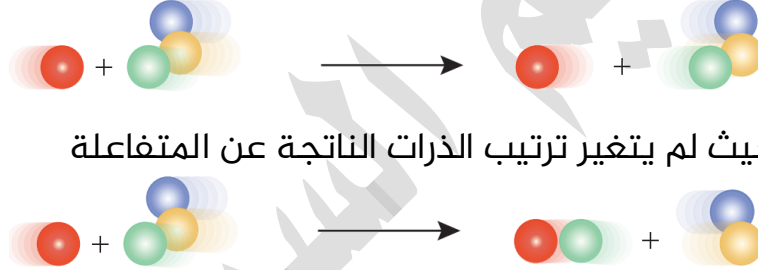 + +
يث لم يتغير ترتيب الذرات الناتجة عن المتفاعلة
+ +